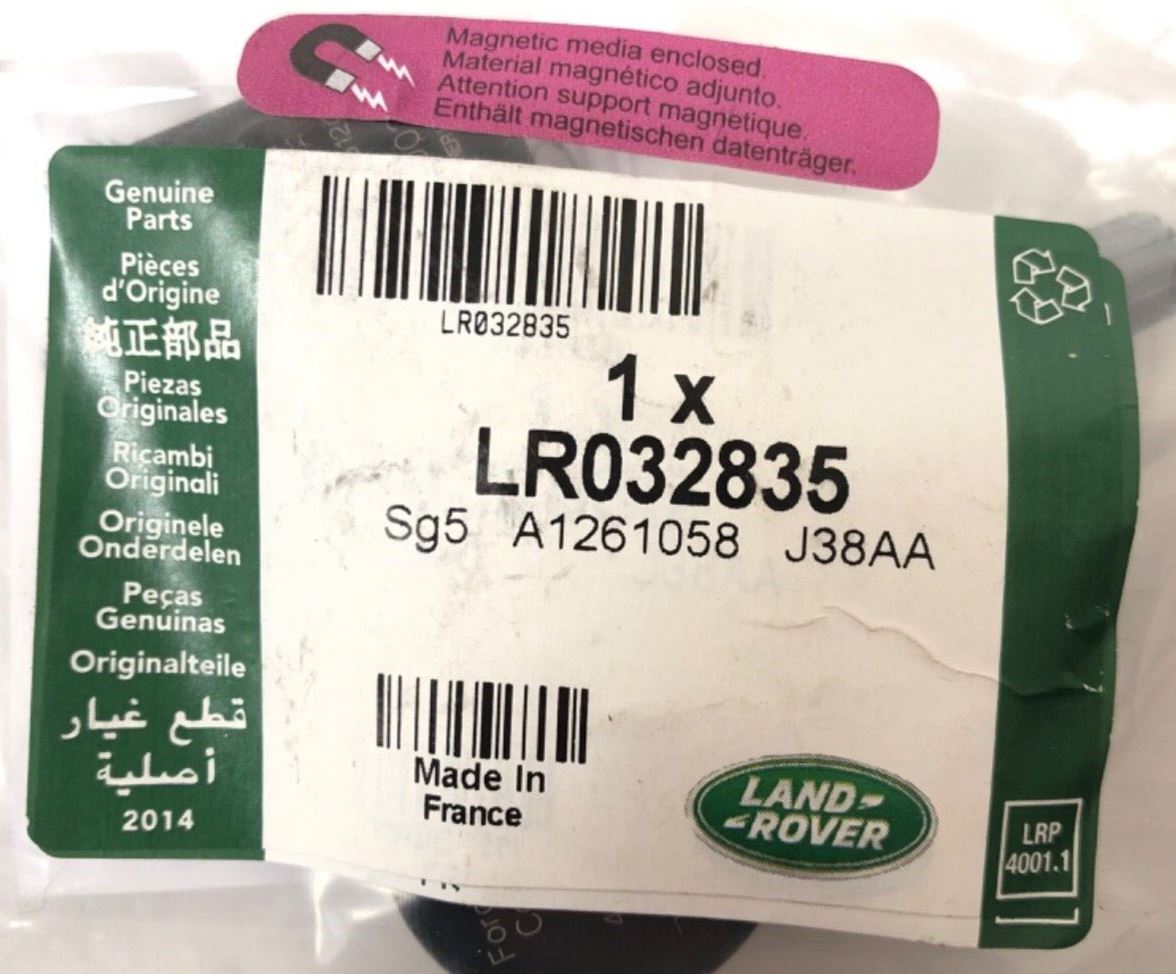 Magnetic media enclosed.
Material magnético adjunto.
Attention support magnetique.
Enthält magnetischen datenträger.
Genuine
Parts
Pièces
d'Origine
純正部品
Piezas
Originales
Ricambi
Originali
Originele
Onderdelen
Peças
Genuinas
Originalteile
قطع غيار
أصلية
2014
LR032835
1 x
LR032835
Sg5 A1261058 J38AA
Made In
France
LAND-
-ROVER
LRP
4001.1